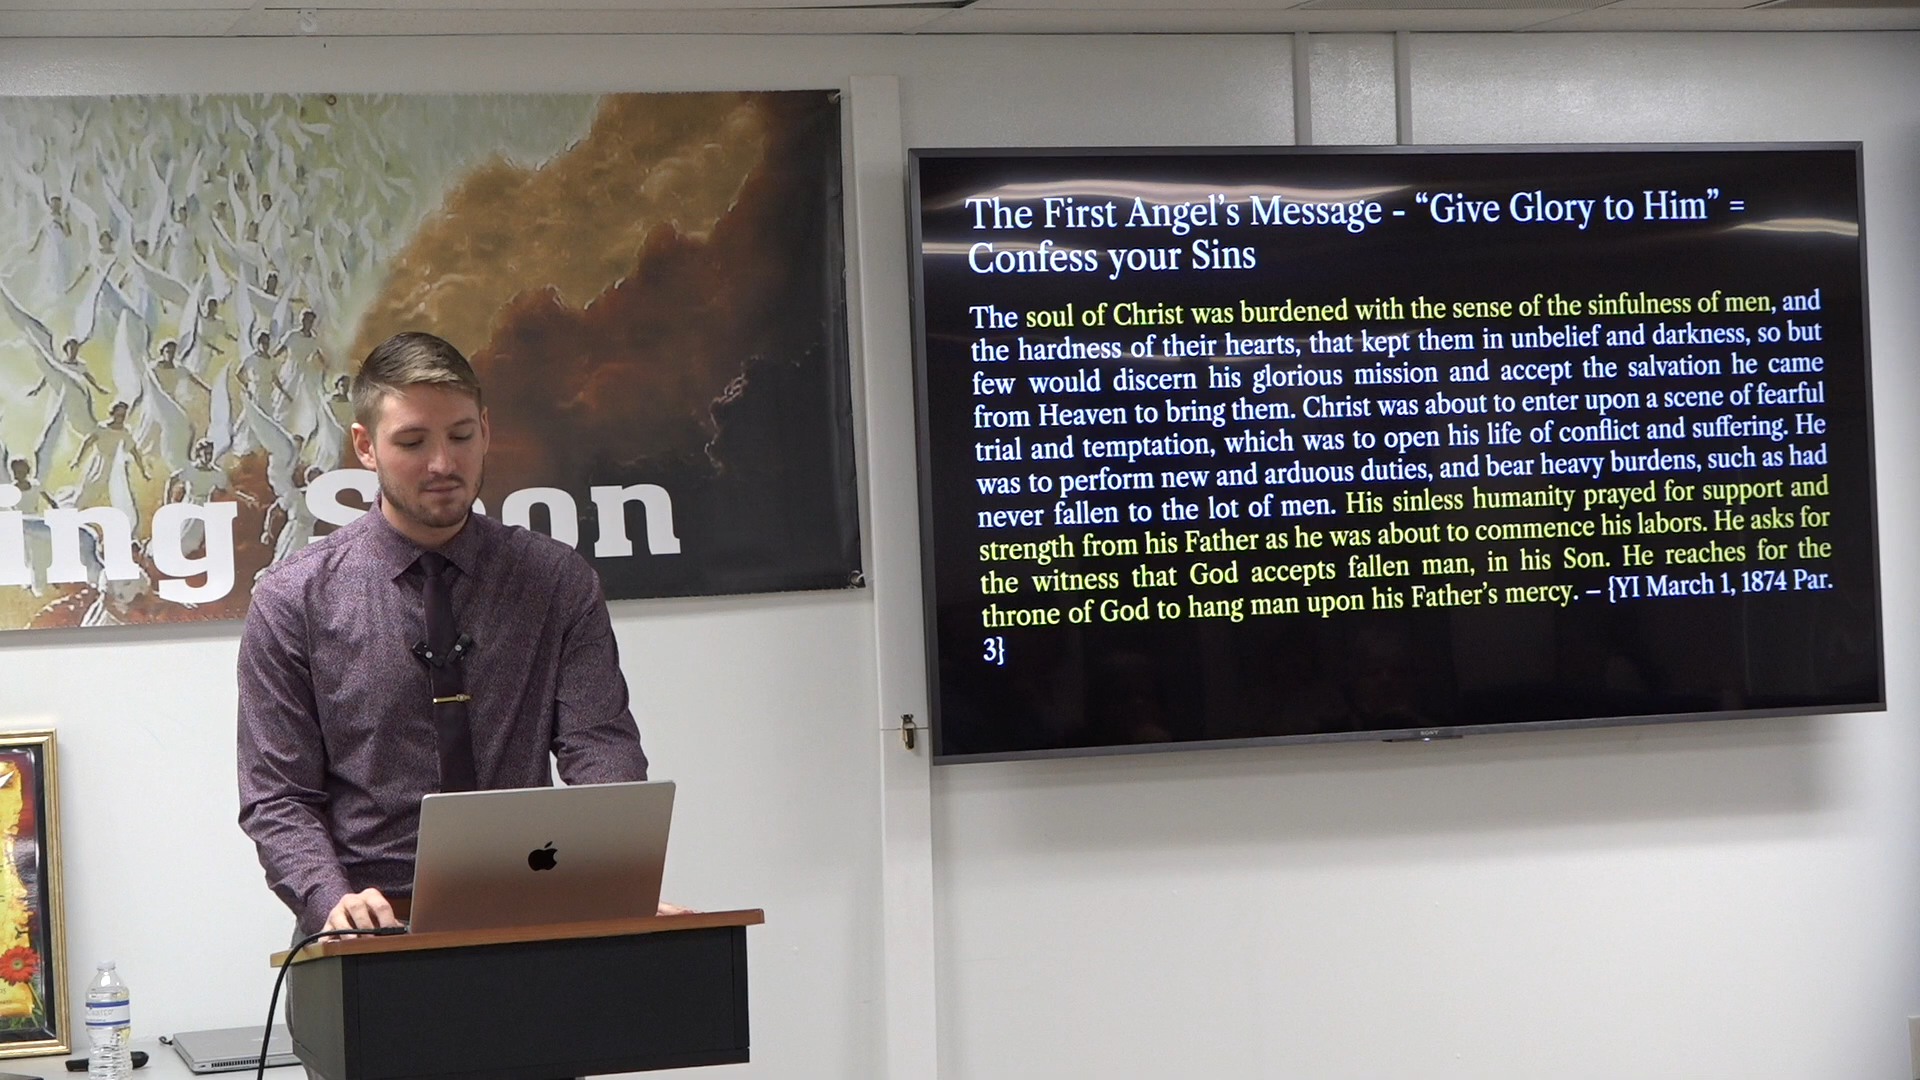 ing Soon
The First Angel's Message - “Give Glory to Him” =
Confess your Sins
The soul of Christ was burdened with the sense of the sinfulness of men, and
the hardness of their hearts, that kept them in unbelief and darkness, so but
few would discern his glorious mission and accept the salvation he came
from Heaven to bring them. Christ was about to enter upon a scene of fearful
trial and temptation, which was to open his life of conflict and suffering. He
was to perform new and arduous duties, and bear heavy burdens, such as had
never fallen to the lot of men. His sinless humanity prayed for support and
strength from his Father as he was about to commence his labors. He asks for
the witness that God accepts fallen man, in his Son. He reaches for the
throne of God to hang man upon his Father's mercy. – {YI March 1, 1874 Par.
3}
SONY